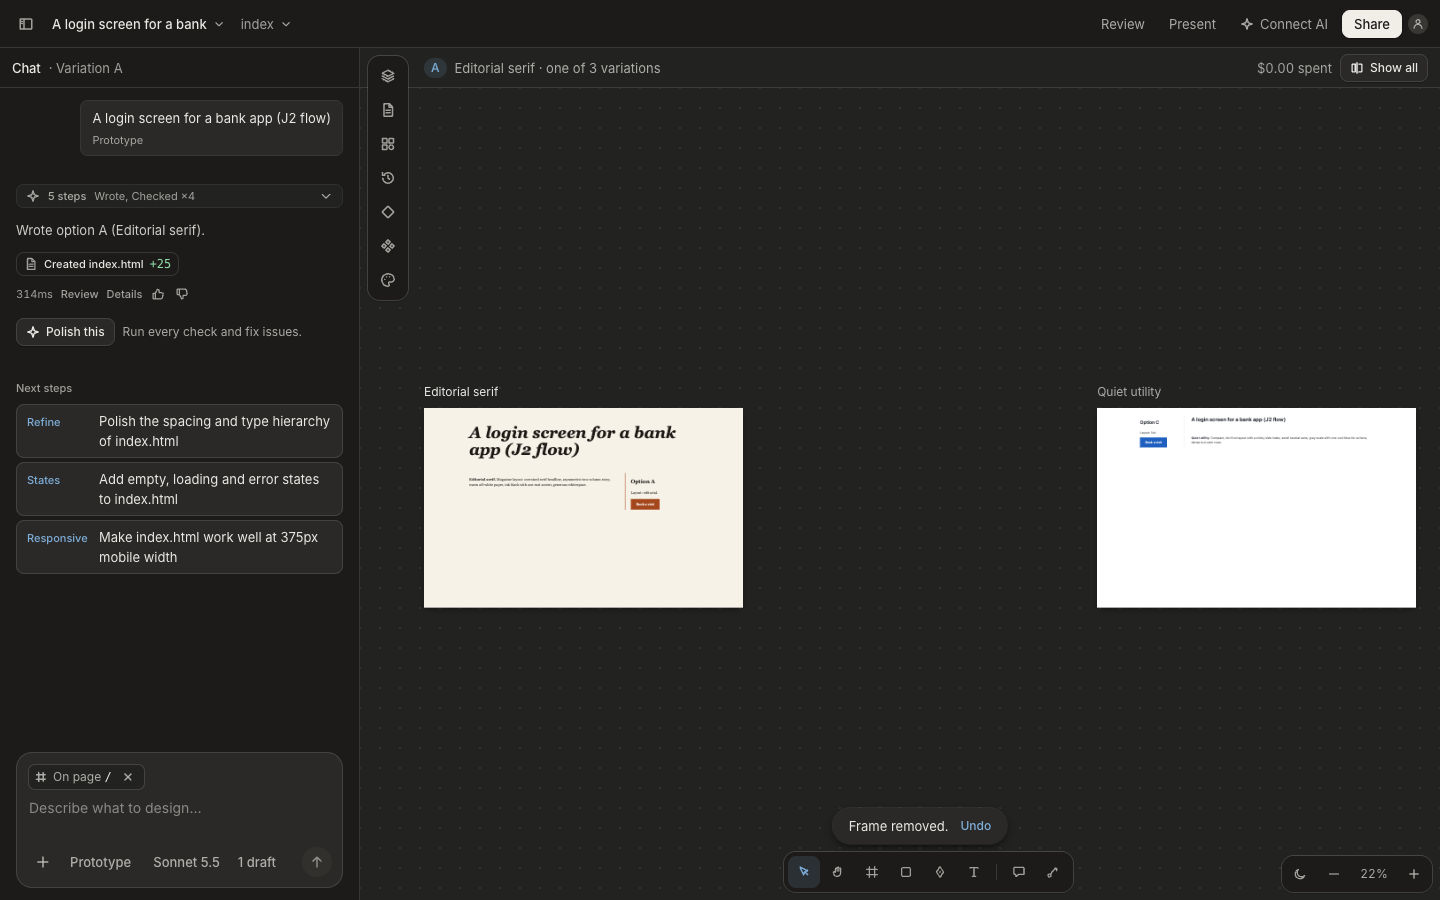 A login screen for a bank
index
Review
Present
Connect AI
Share
Chat · Variation A
A Editorial serif · one of 3 variations
$0.00 spent
Show all
A login screen for a bank app (J2 flow)
Prototype
5 steps Wrote, Checked ×4
Wrote option A (Editorial serif).
Created index.html +25
314ms Review Details
Polish this Run every check and fix issues.
Next steps
Refine Polish the spacing and type hierarchy
of index.html
States Add empty, loading and error states
to index.html
Responsive Make index.html work well at 375px
mobile width
On page /
Describe what to design...
Prototype Sonnet 5.5 1 draft
Editorial serif
A login screen for a bank
app (J2 flow)
Option A
Quiet utility
Option C
A login screen for a bank app (J2 flow)
Frame removed. Undo
22%